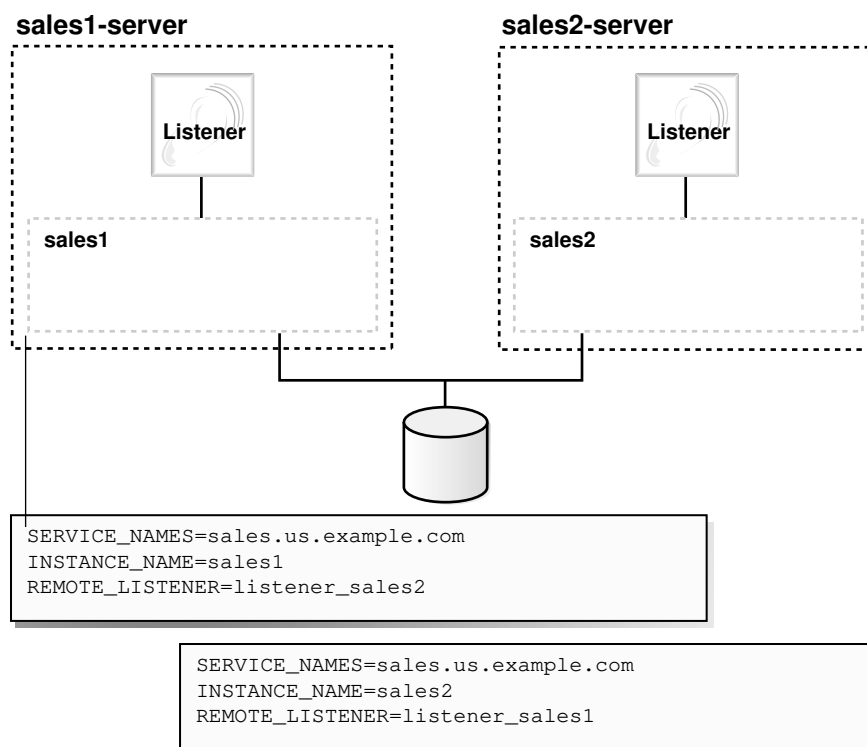 sales1-server
sales2-server
Listener
Listener
sales1
sales2
SERVICE_NAMES=sales.us.example.com
INSTANCE_NAME=sales1
REMOTE_LISTENER=listener_sales2
SERVICE_NAMES=sales.us.example.com
INSTANCE_NAME=sales2
REMOTE_LISTENER=listener_sales1